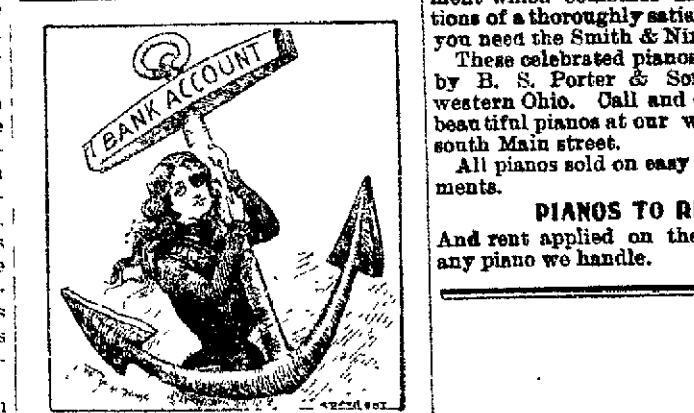 BANK ACCOUNT
tions of a thoroughly satis
you need the Smith & Ni
These celebrated pianos
by B. S. Porter & So
western Ohio. Call and
beautiful pianos at our w
south Main street.
All pianos sold on easy
ments.
PIANOS TO R
And rent applied on the
any piano we handle.